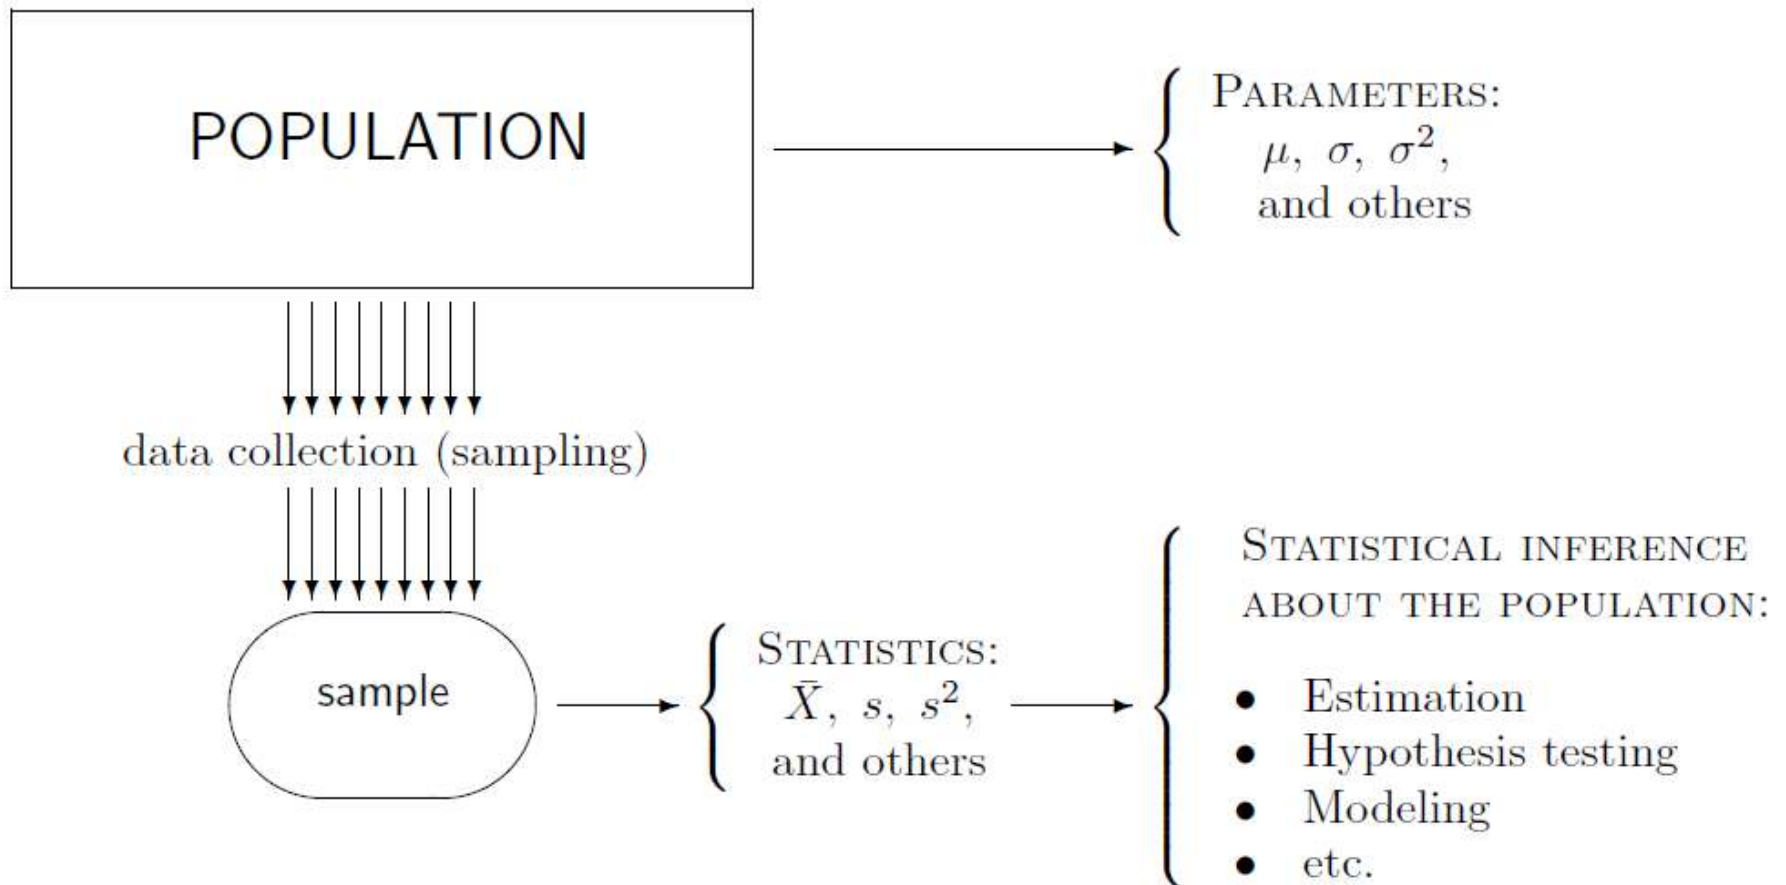 POPULATION
PARAMETERS:
μ, σ, σ²,
and others
data collection (sampling)
sample
STATISTICS:
X̄, s, s²,
and others
STATISTICAL INFERENCE
ABOUT THE POPULATION:
• Estimation
• Hypothesis testing
• Modeling
• etc.